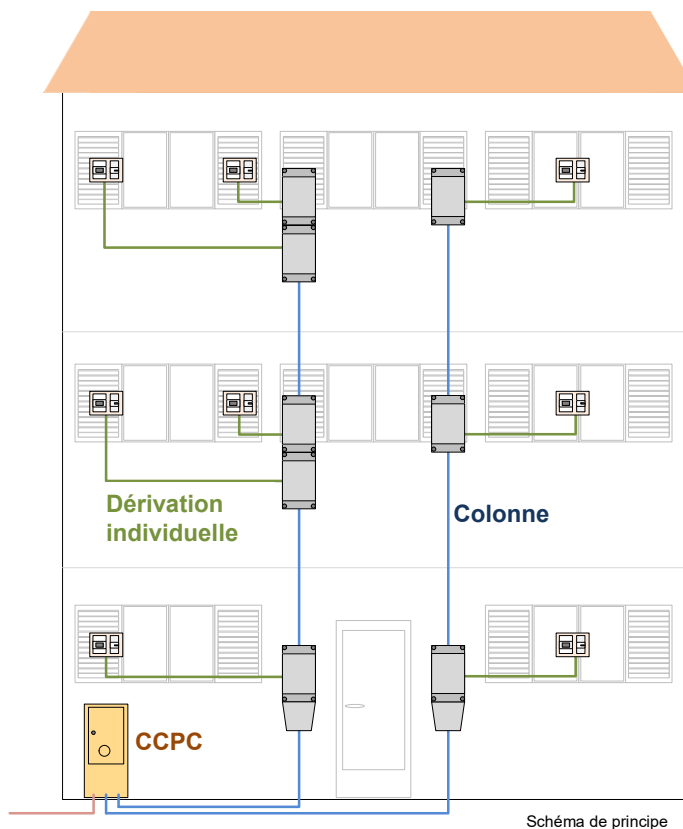 Dérivation
individuelle
Colonne
CCPC
Schéma de principe